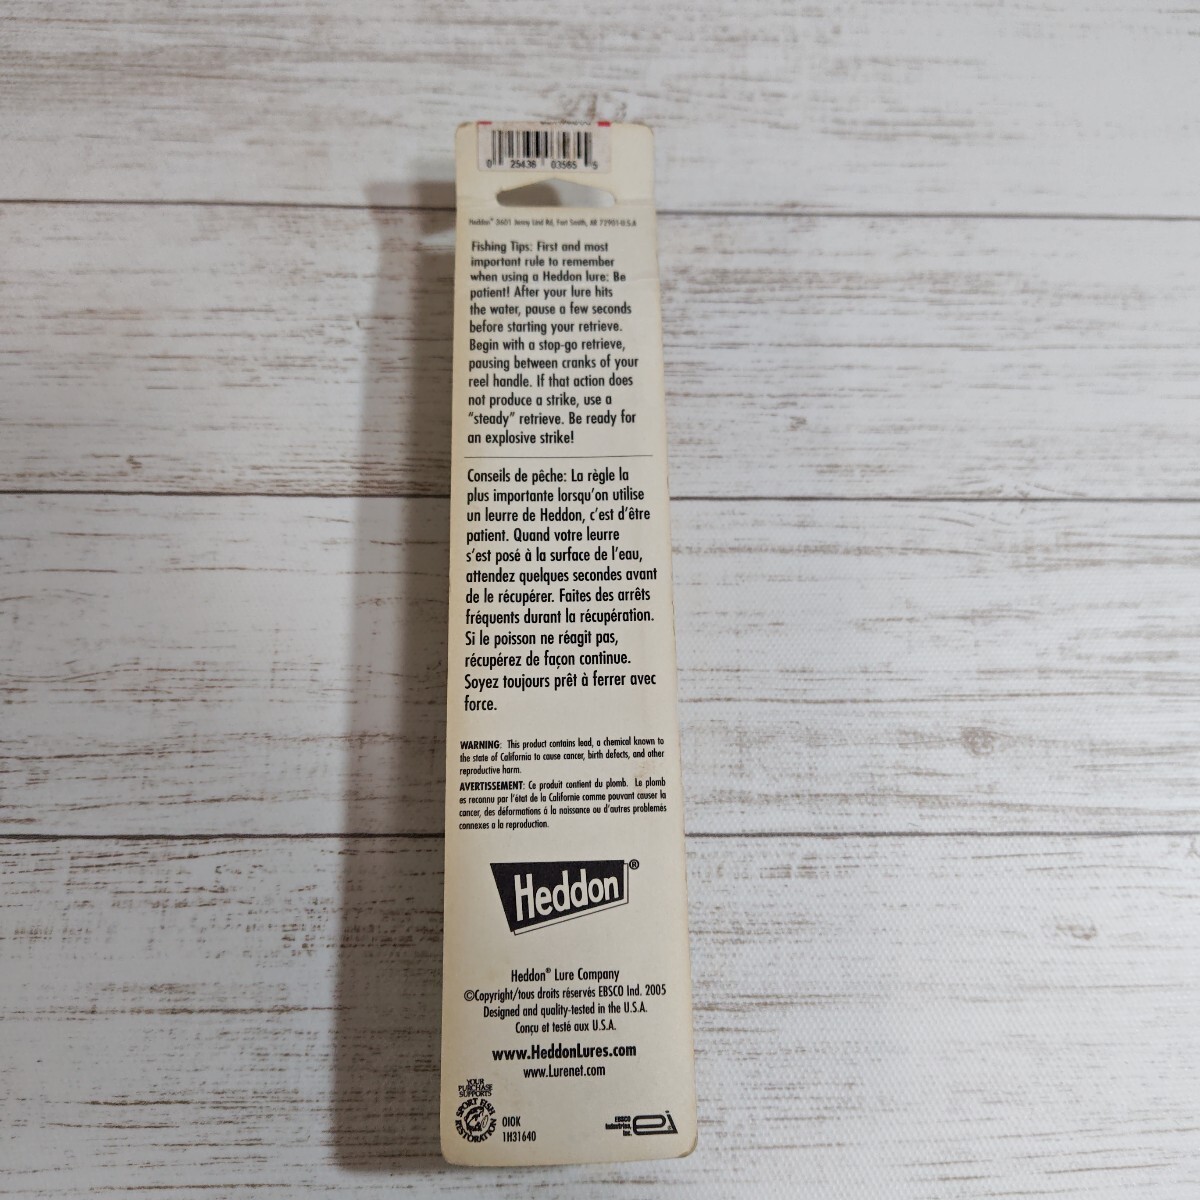 0 25436 03565 5
Heddon® 3601 Jenny Lind Rd, Fort Smith, AR 72901-U.S.A
Fishing Tips: First and most
important rule to remember
when using a Heddon lure: Be
patient! After your lure hits
the water, pause a few seconds
before starting your retrieve.
Begin with a stop-go retrieve,
pausing between cranks of your
reel handle. If that action does
not produce a strike, use a
“steady” retrieve. Be ready for
an explosive strike!
Conseils de pêche: La règle la
plus importante lorsqu’on utilise
un leurre de Heddon, c’est d’être
patient. Quand votre leurre
s’est posé à la surface de l’eau,
attendez quelques secondes avant
de le récupérer. Faites des arrêts
fréquents durant la récupération.
Si le poisson ne réagit pas,
récupérez de façon continue.
Soyez toujours prêt à ferrer avec
force.
WARNING: This product contains lead, a chemical known to
the state of California to cause cancer, birth defects, and other
reproductive harm.
AVERTISSEMENT: Ce produit contient du plomb. Le plomb
es reconnu par l’état de la Californie comme pouvant causer la
cancer, des déformations á la naissance ou d’autres problemés
connexes a la reproduction.
Heddon®
Heddon® Lure Company
©Copyright/tous droits réservés EBSCO Ind. 2005
Designed and quality-tested in the U.S.A.
Conçu et testé aux U.S.A.
www.HeddonLures.com
www.Lurenet.com
YOUR
PURCHASE
SUPPORTS
SPORT FISH
RESTORATION
OIOK
1H31640
EBSCO
Industries,
Inc.
ei